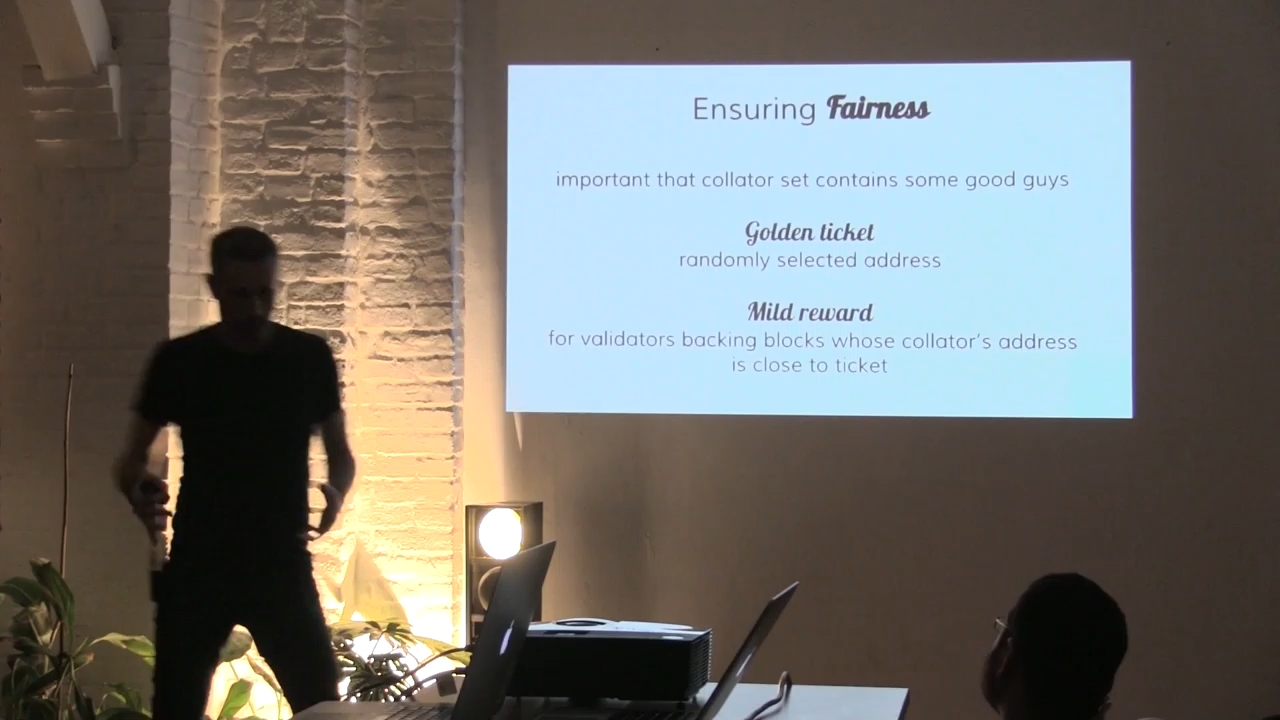 Ensuring Fairness
important that collator set contains some good guys
Golden ticket
randomly selected address
Mild reward
for validators backing blocks whose collator's address
is close to ticket